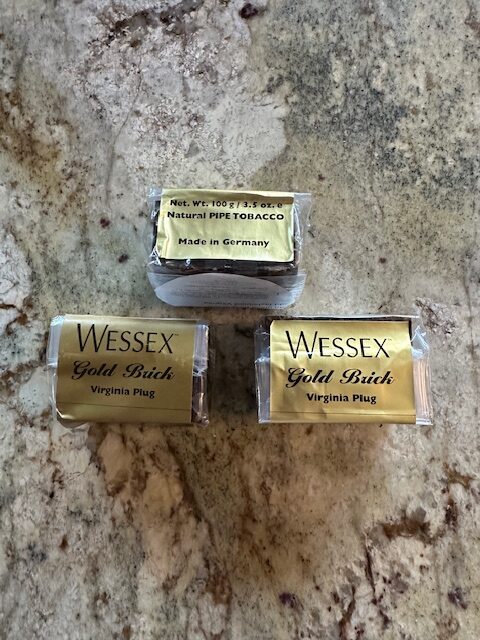 Net. Wt. 100 g / 3.5 oz. e
Natural PIPE TOBACCO
Made in Germany
WESSEX™
Gold Brick
Virginia Plug
WESSEX
Gold Brick
Virginia Plug